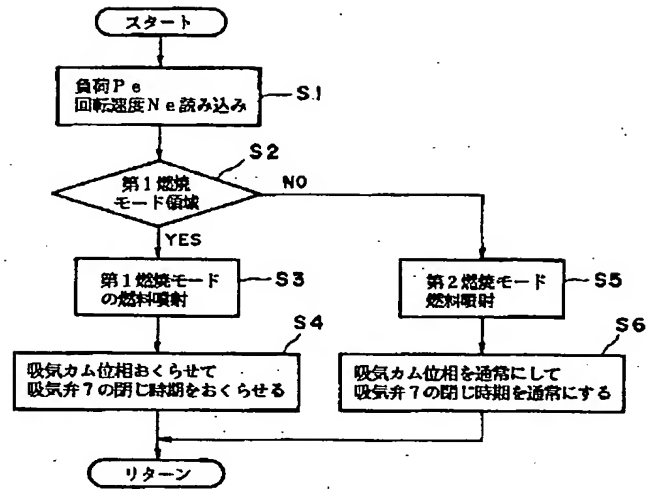 スタート
負荷Pe
回転速度Ne読み込み
S1
S2
第1燃焼
モード領域
NO
YES
第1燃焼モード
の燃料噴射
S3
第2燃焼モード
燃料噴射
S5
S4
吸気カム位相おくらせて
吸気弁7の閉じ時期をおくらせる
S6
吸気カム位相を通常にして
吸気弁7の閉じ時期を通常にする
リターン